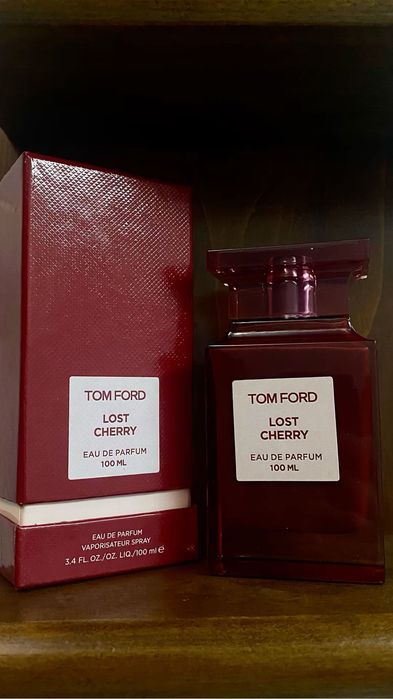 TOM FORD
LOST
CHERRY
EAU DE PARFUM
100 ML
EAU DE PARFUM
VAPORISATEUR SPRAY
3.4 FL. OZ./OZ. LIQ./100 ml ℮
TOM FORD
LOST
CHERRY
EAU DE PARFUM
100 ML